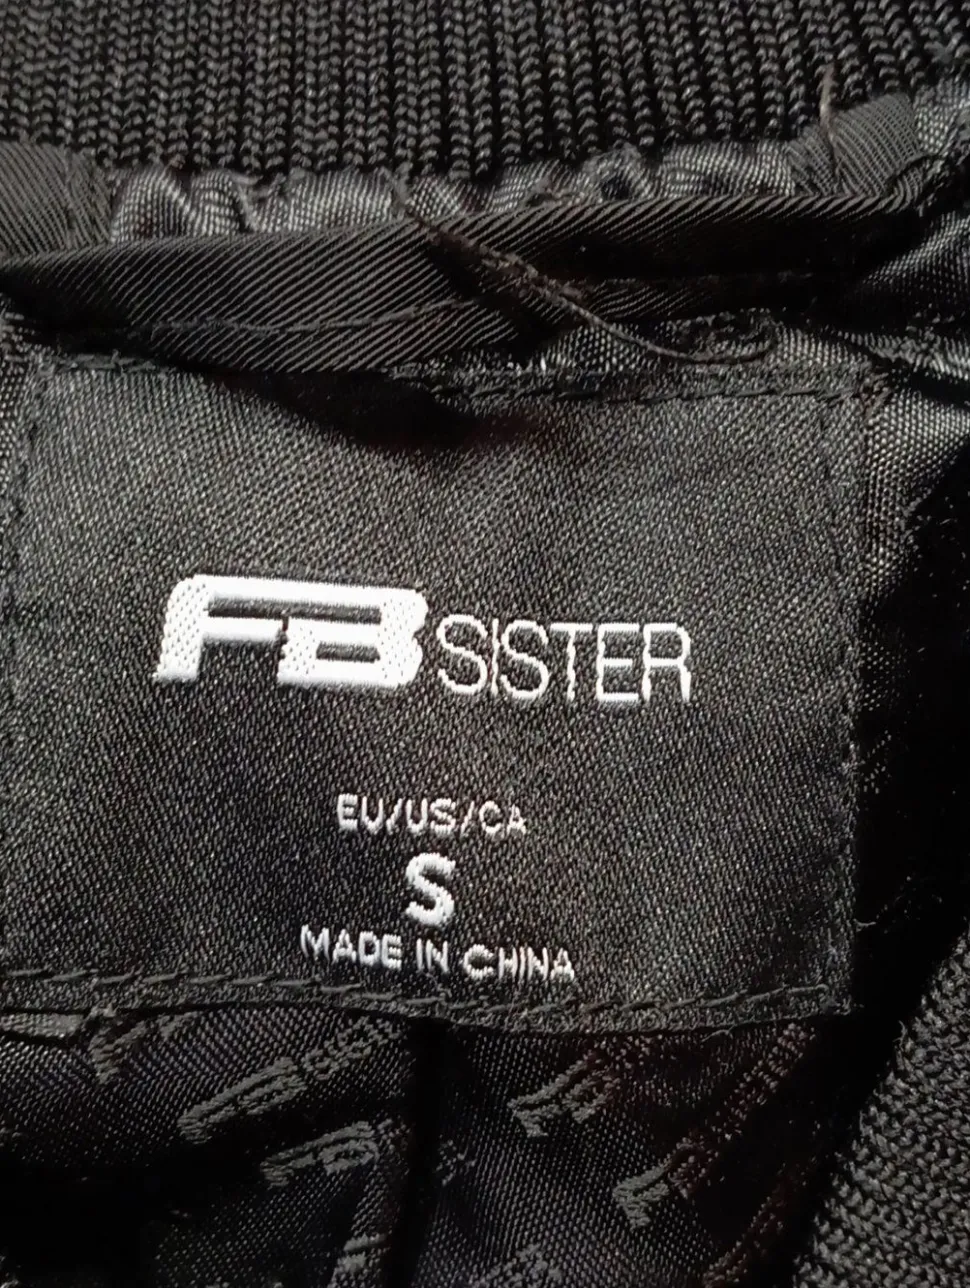 FB SISTER
EU/US/CA
S
MADE IN CHINA